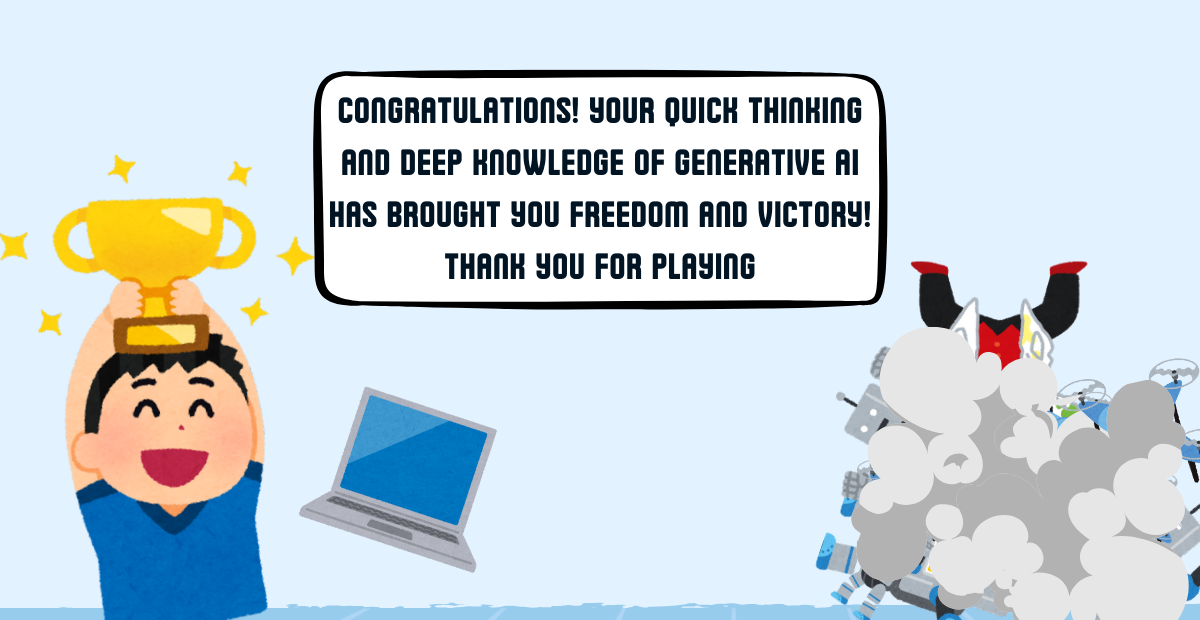 CONGRATULATIONS! YOUR QUICK THINKING
AND DEEP KNOWLEDGE OF GENERATIVE AI
HAS BROUGHT YOU FREEDOM AND VICTORY!
THANK YOU FOR PLAYING